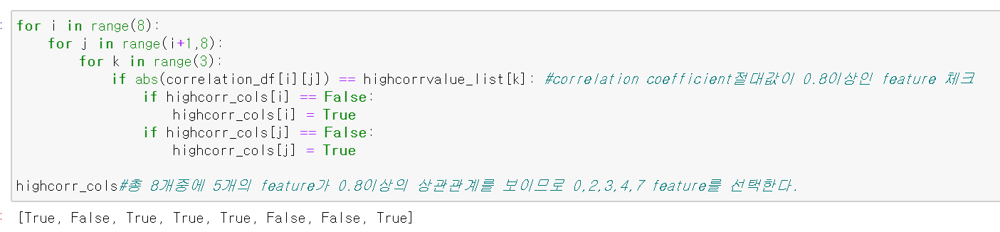 for i in range(8):
    for j in range(i+1,8):
        for k in range(3):
            if abs(correlation_df[i][j]) == highcorrvalue_list[k]: #correlation coefficient절대값이 0.8이상인 feature 체크
                if highcorr_cols[i] == False:
                    highcorr_cols[i] = True
                if highcorr_cols[j] == False:
                    highcorr_cols[j] = True
highcorr_cols#총 8개중에 5개의 feature가 0.8이상의 상관관계를 보이므로 0,2,3,4,7 feature를 선택한다.
[True, False, True, True, True, False, False, True]